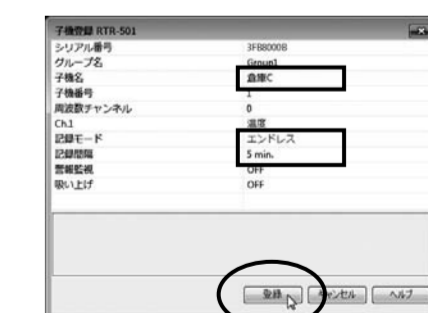 子機登録 RTR-501
シリアル番号 3FB8000B
グループ名 Group1
子機名 倉庫C
子機番号 1
周波数チャンネル 0
Ch.1 温度
記録モード エンドレス
記録間隔 5 min.
警報監視 OFF
吸い上げ OFF
登録 キャンセル ヘルプ